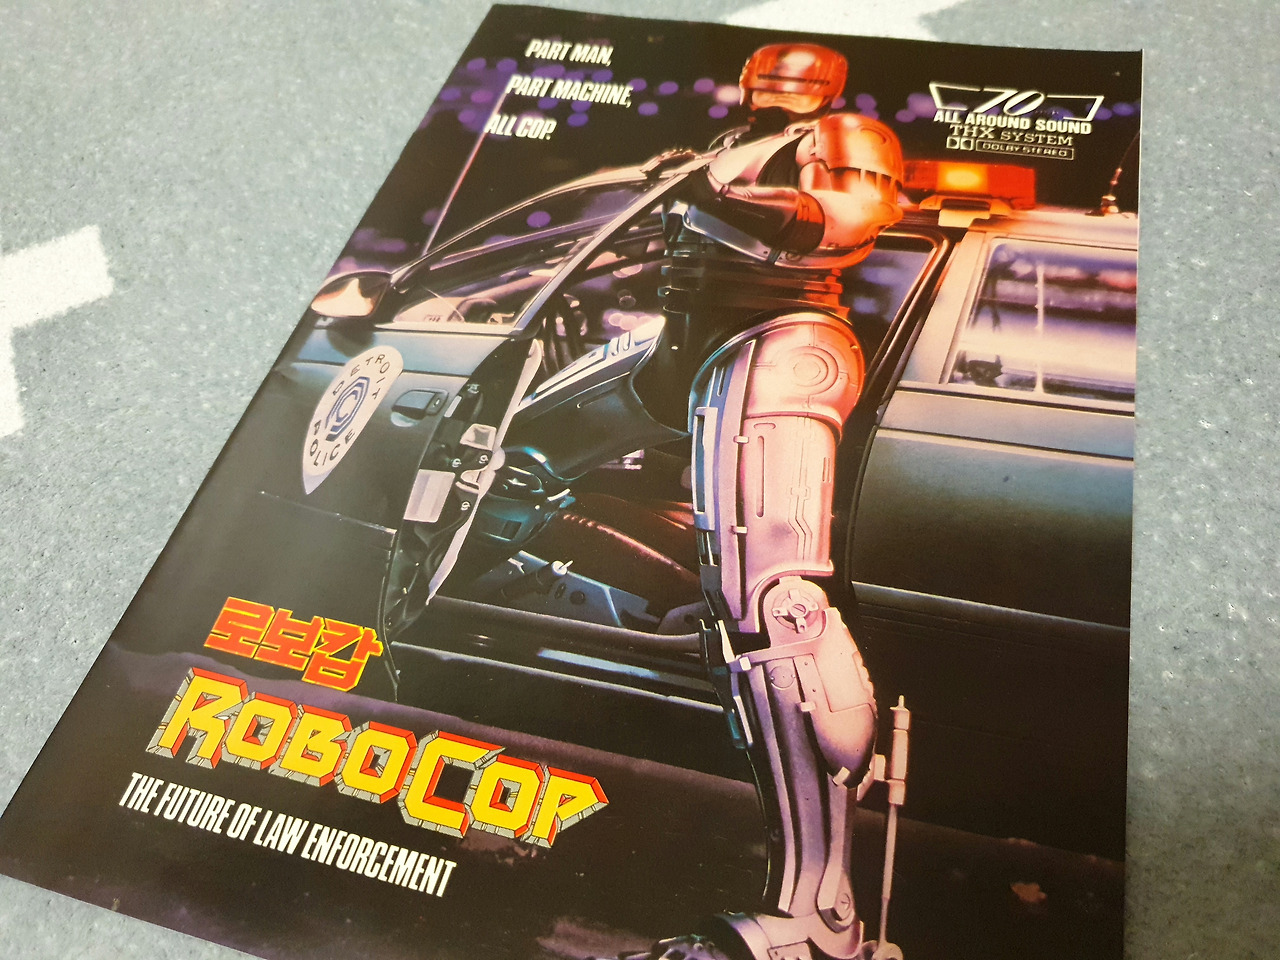 PART MAN,
PART MACHINE,
ALL COP.
70
ALL AROUND SOUND
THX SYSTEM
DOLBY STEREO
DETROIT
POLICE
로보캅
ROBOCOP
THE FUTURE OF LAW ENFORCEMENT